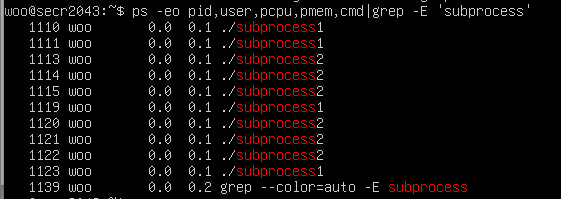 woo@secr2043:~$ ps -eo pid,user,pcpu,pmem,cmd|grep -E 'subprocess'
1110 woo 0.0 0.1 ./subprocess1
1111 woo 0.0 0.1 ./subprocess1
1113 woo 0.0 0.1 ./subprocess2
1114 woo 0.0 0.1 ./subprocess2
1115 woo 0.0 0.1 ./subprocess2
1119 woo 0.0 0.1 ./subprocess1
1120 woo 0.0 0.1 ./subprocess2
1121 woo 0.0 0.1 ./subprocess2
1122 woo 0.0 0.1 ./subprocess2
1123 woo 0.0 0.1 ./subprocess1
1139 woo 0.0 0.2 grep --color=auto -E subprocess